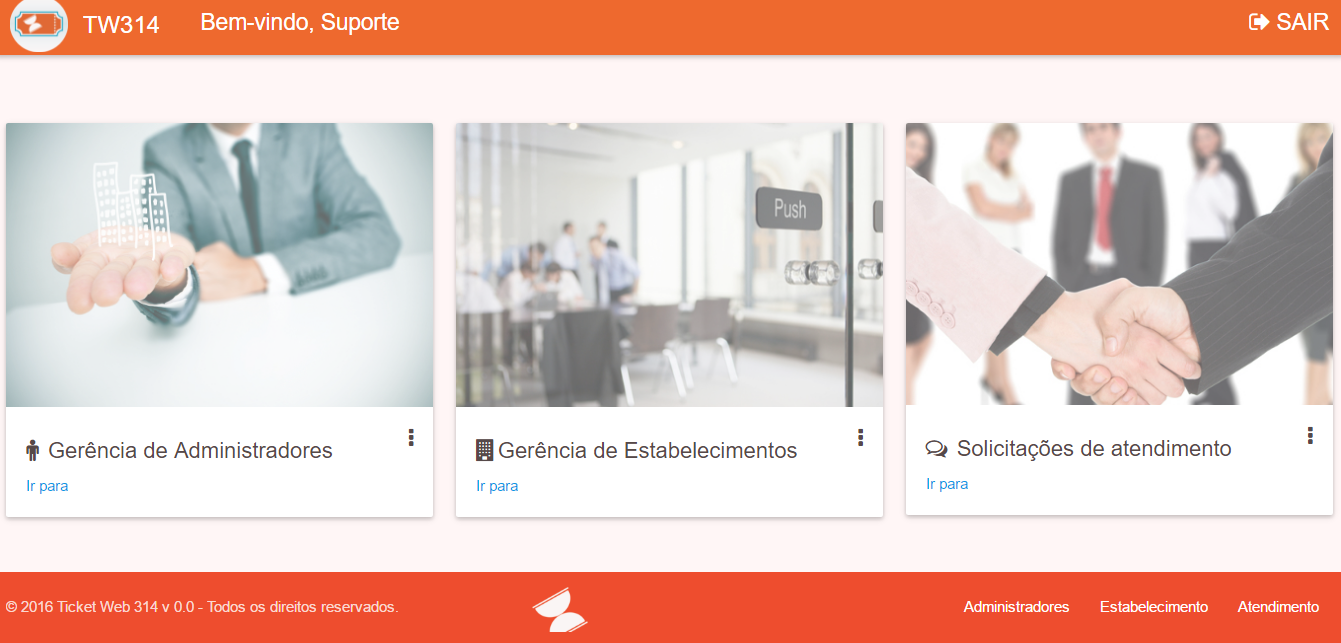 TW314
Bem-vindo, Suporte
SAIR
Push
Gerência de Administradores
Ir para
Gerência de Estabelecimentos
Ir para
Solicitações de atendimento
Ir para
© 2016 Ticket Web 314 v 0.0 - Todos os direitos reservados.
Administradores
Estabelecimento
Atendimento